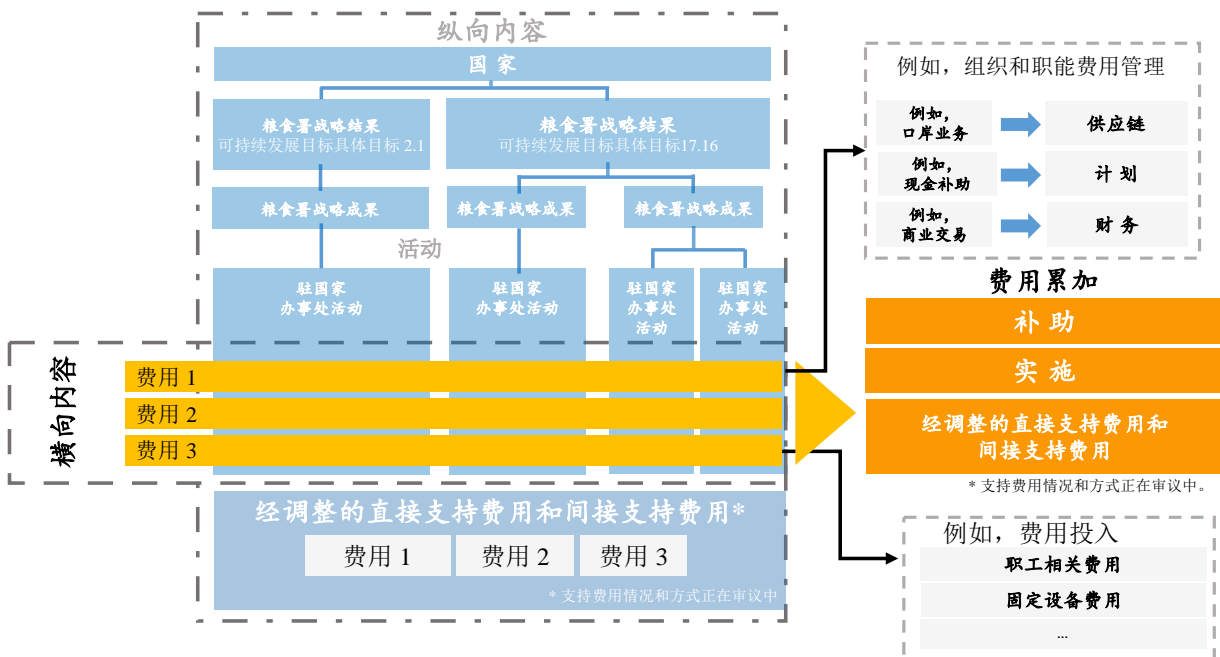 纵向内容
国 家
粮食署战略结果
可持续发展目标具体目标 2.1
粮食署战略结果
可持续发展目标具体目标17.16
粮食署战略成果
粮食署战略成果
粮食署战略成果
活动
驻国家
办事处活动
驻国家
办事处活动
驻国家
办事处
活动
驻国家
办事处
活动
横向内容
费用 1
费用 2
费用 3
经调整的直接支持费用和间接支持费用*
费用 1
费用 2
费用 3
* 支持费用情况和方式正在审议中
例如，组织和职能费用管理
例如，
口岸业务
供应链
例如，
现金补助
计 划
例如，
商业交易
财 务
费用累加
补 助
实 施
经调整的直接支持费用和
间接支持费用
* 支持费用情况和方式正在审议中。
例如，费用投入
职工相关费用
固定设备费用
...